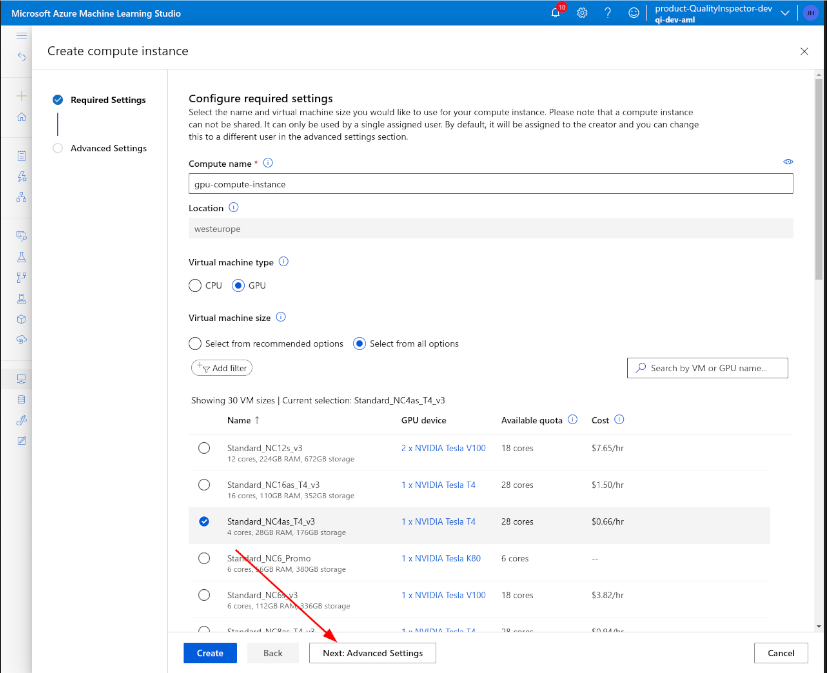 Microsoft Azure Machine Learning Studio
10
product-QualityInspector-dev
qi-dev-aml
Create compute instance
Required Settings
Advanced Settings
Configure required settings
Select the name and virtual machine size you would like to use for your compute instance. Please note that a compute instance
can not be shared. It can only be used by a single assigned user. By default, it will be assigned to the creator and you can change
this to a different user in the advanced settings section.
Compute name *
gpu-compute-instance
Location
westeurope
Virtual machine type
CPU GPU
Virtual machine size
Select from recommended options Select from all options
Add filter Search by VM or GPU name...
Showing 30 VM sizes | Current selection: Standard_NC4as_T4_v3
Name ↑ GPU device Available quota Cost
Standard_NC12s_v3 2 x NVIDIA Tesla V100 18 cores $7.65/hr
12 cores, 224GB RAM, 672GB storage
Standard_NC16as_T4_v3 1 x NVIDIA Tesla T4 28 cores $1.50/hr
16 cores, 110GB RAM, 352GB storage
Standard_NC4as_T4_v3 1 x NVIDIA Tesla T4 28 cores $0.66/hr
4 cores, 28GB RAM, 176GB storage
Standard_NC6_Promo 1 x NVIDIA Tesla K80 6 cores --
6 cores, 56GB RAM, 380GB storage
Standard_NC6s_v3 1 x NVIDIA Tesla V100 18 cores $3.82/hr
6 cores, 112GB RAM, 336GB storage
Standard_NC8as_T4_v3 1 x NVIDIA Tesla T4 28 cores $0.94/hr
Create Back Next: Advanced Settings Cancel